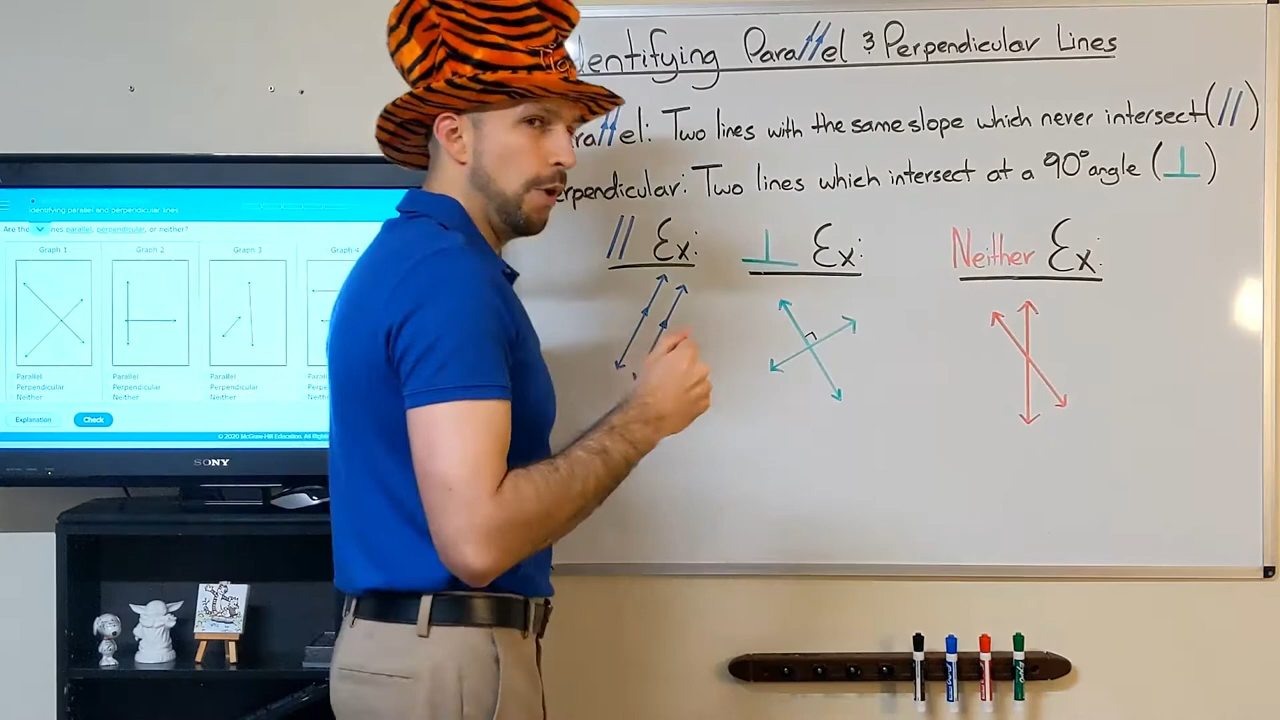 dentifying Parallel & Perpendicular Lines
rallel: Two lines with the same slope which never intersect (//)
erpendicular: Two lines which intersect at a 90° angle (⊥)
// Ex:
⊥ Ex:
Neither Ex:
Identifying parallel and perpendicular lines
Are the nes parallel, perpendicular, or neither?
Graph 1
Graph 2
Graph 3
Graph 4
Parallel
Perpendicular
Neither
Parallel
Perpendicular
Neither
Parallel
Perpendicular
Neither
Explanation
Check
© 2020 McGraw-Hill Education. All Righ
SONY